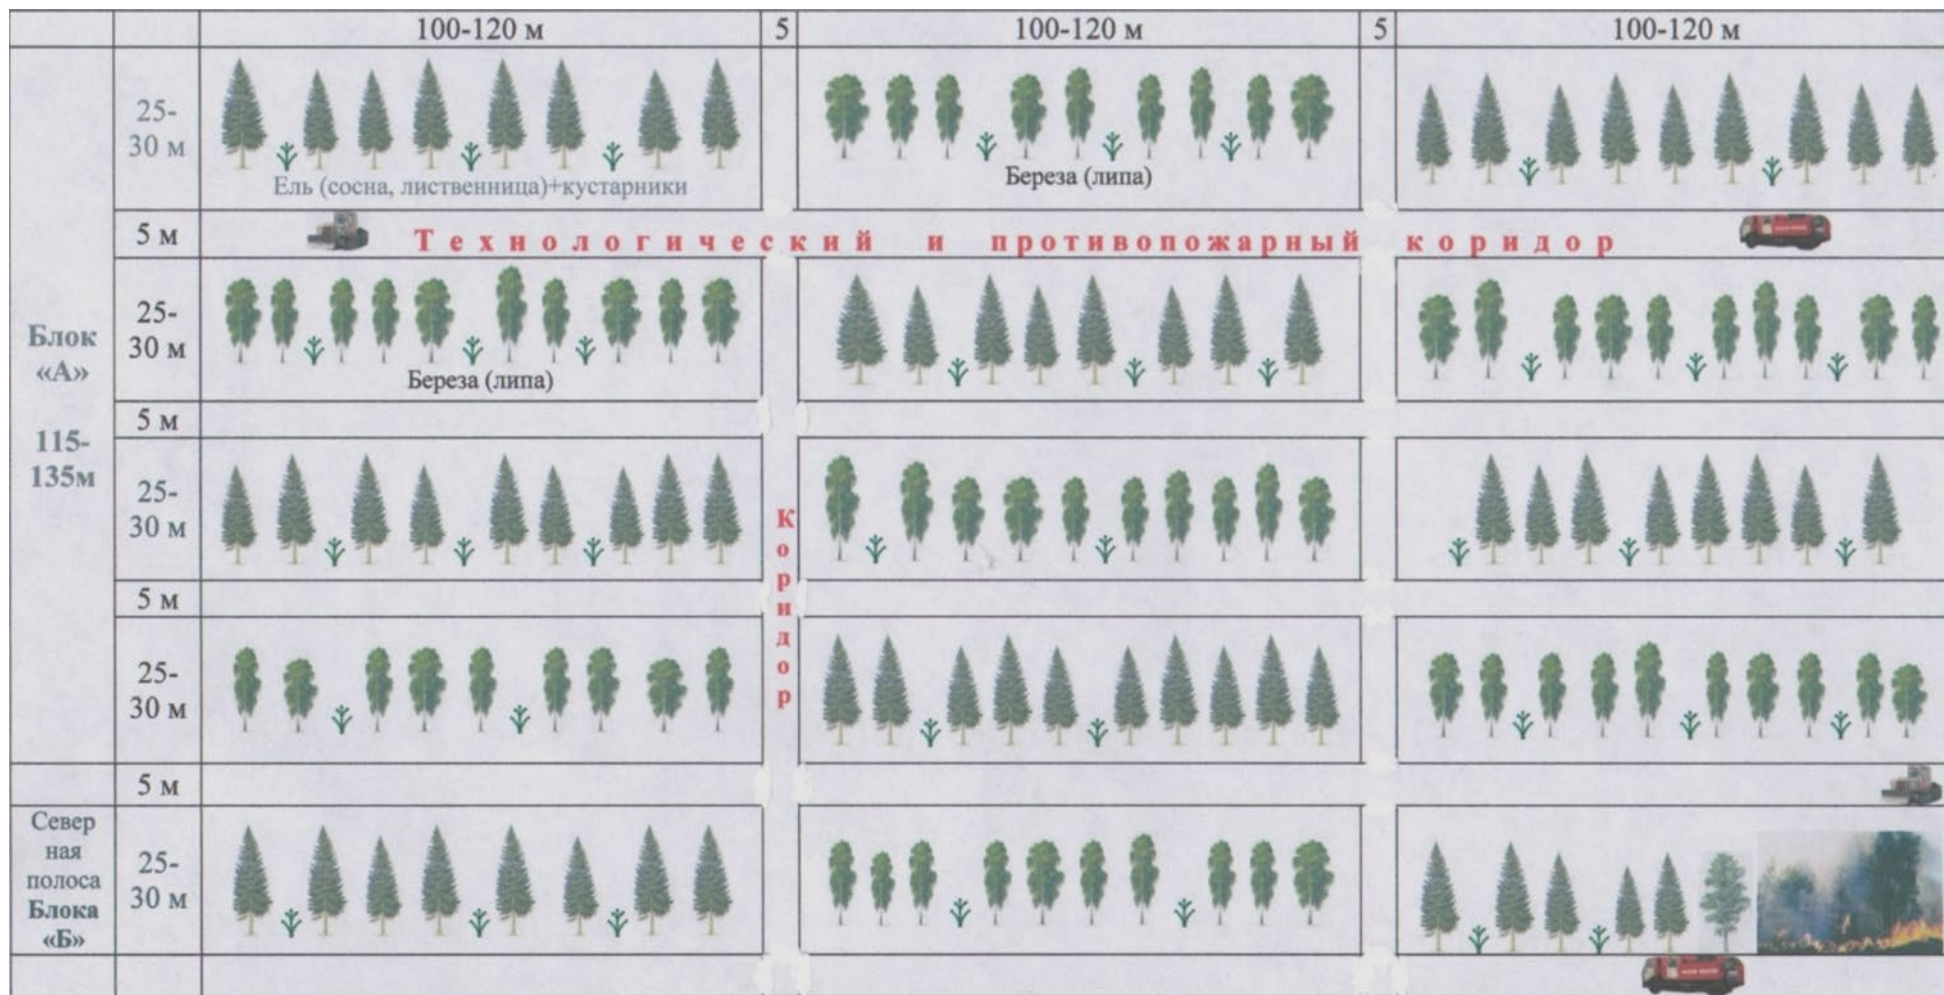 100-120 м 5 100-120 м 5 100-120 м
25-
30 м
Ель (сосна, лиственница)+кустарники
Береза (липа)
5 м
Технологический и противопожарный коридор
Блок
«А»
115-
135м
25-
30 м
Береза (липа)
5 м
25-
30 м
Коридор
5 м
25-
30 м
5 м
Север
ная
полоса
Блока
«Б»
25-
30 м